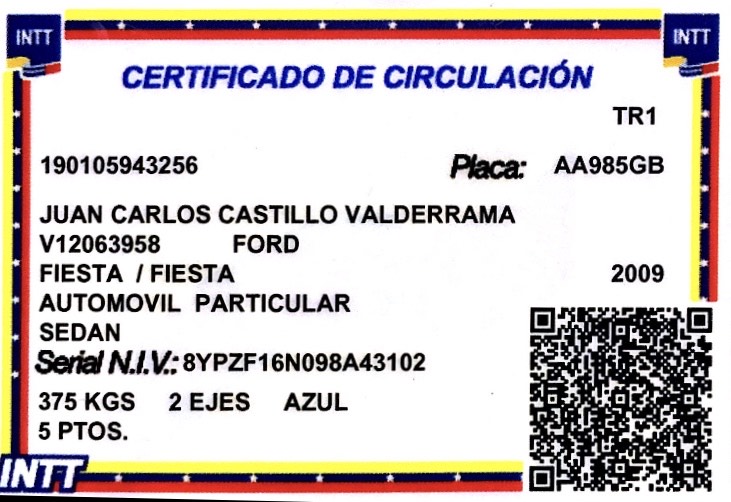 INTT INTT
CERTIFICADO DE CIRCULACIÓN
TR1
190105943256 Placa: AA985GB
JUAN CARLOS CASTILLO VALDERRAMA
V12063958 FORD
FIESTA / FIESTA 2009
AUTOMOVIL PARTICULAR
SEDAN
Serial N.I.V.: 8YPZF16N098A43102
375 KGS 2 EJES AZUL
5 PTOS.
INTT